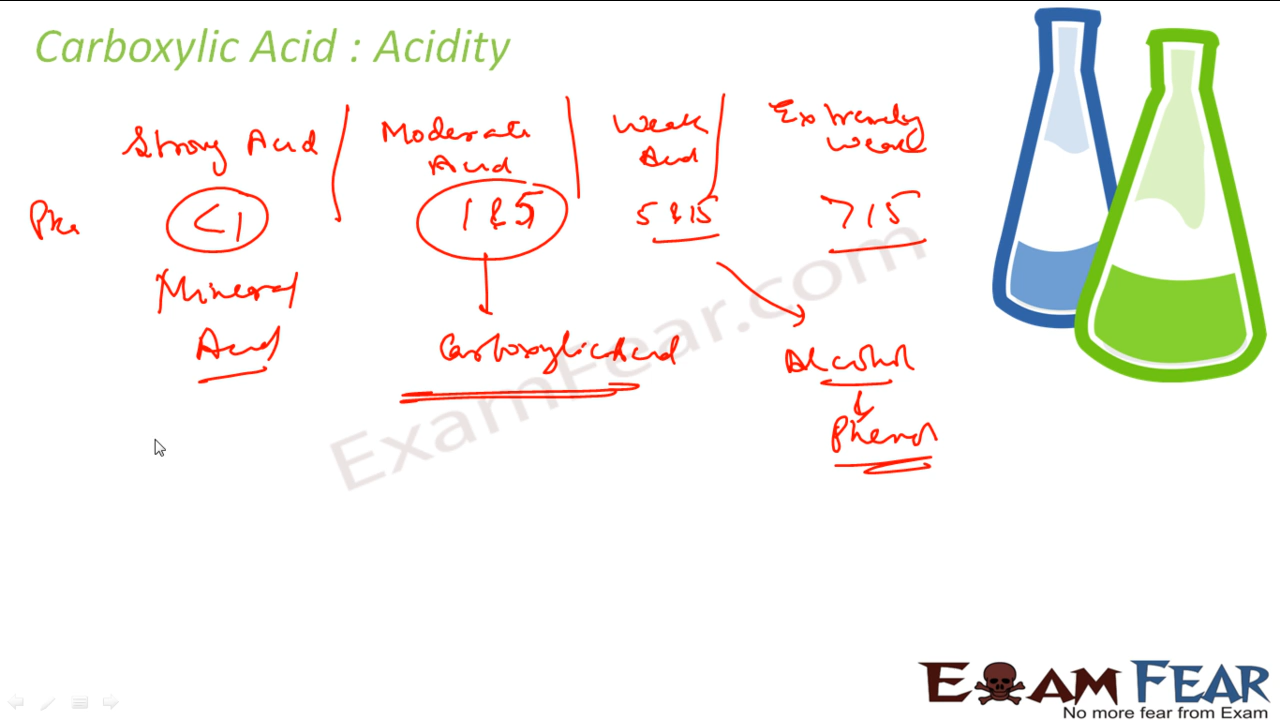 Carboxylic Acid : Acidity
Strong Acid
Moderate Acid
Weak Acid
Extremely Weak
Pka
<1
1 & 5
5 & 15
>15
Mineral
Acid
Carboxylic Acid
Alcohol
Phenol
ExamFear.com
EXAM FEAR
No more fear from Exam